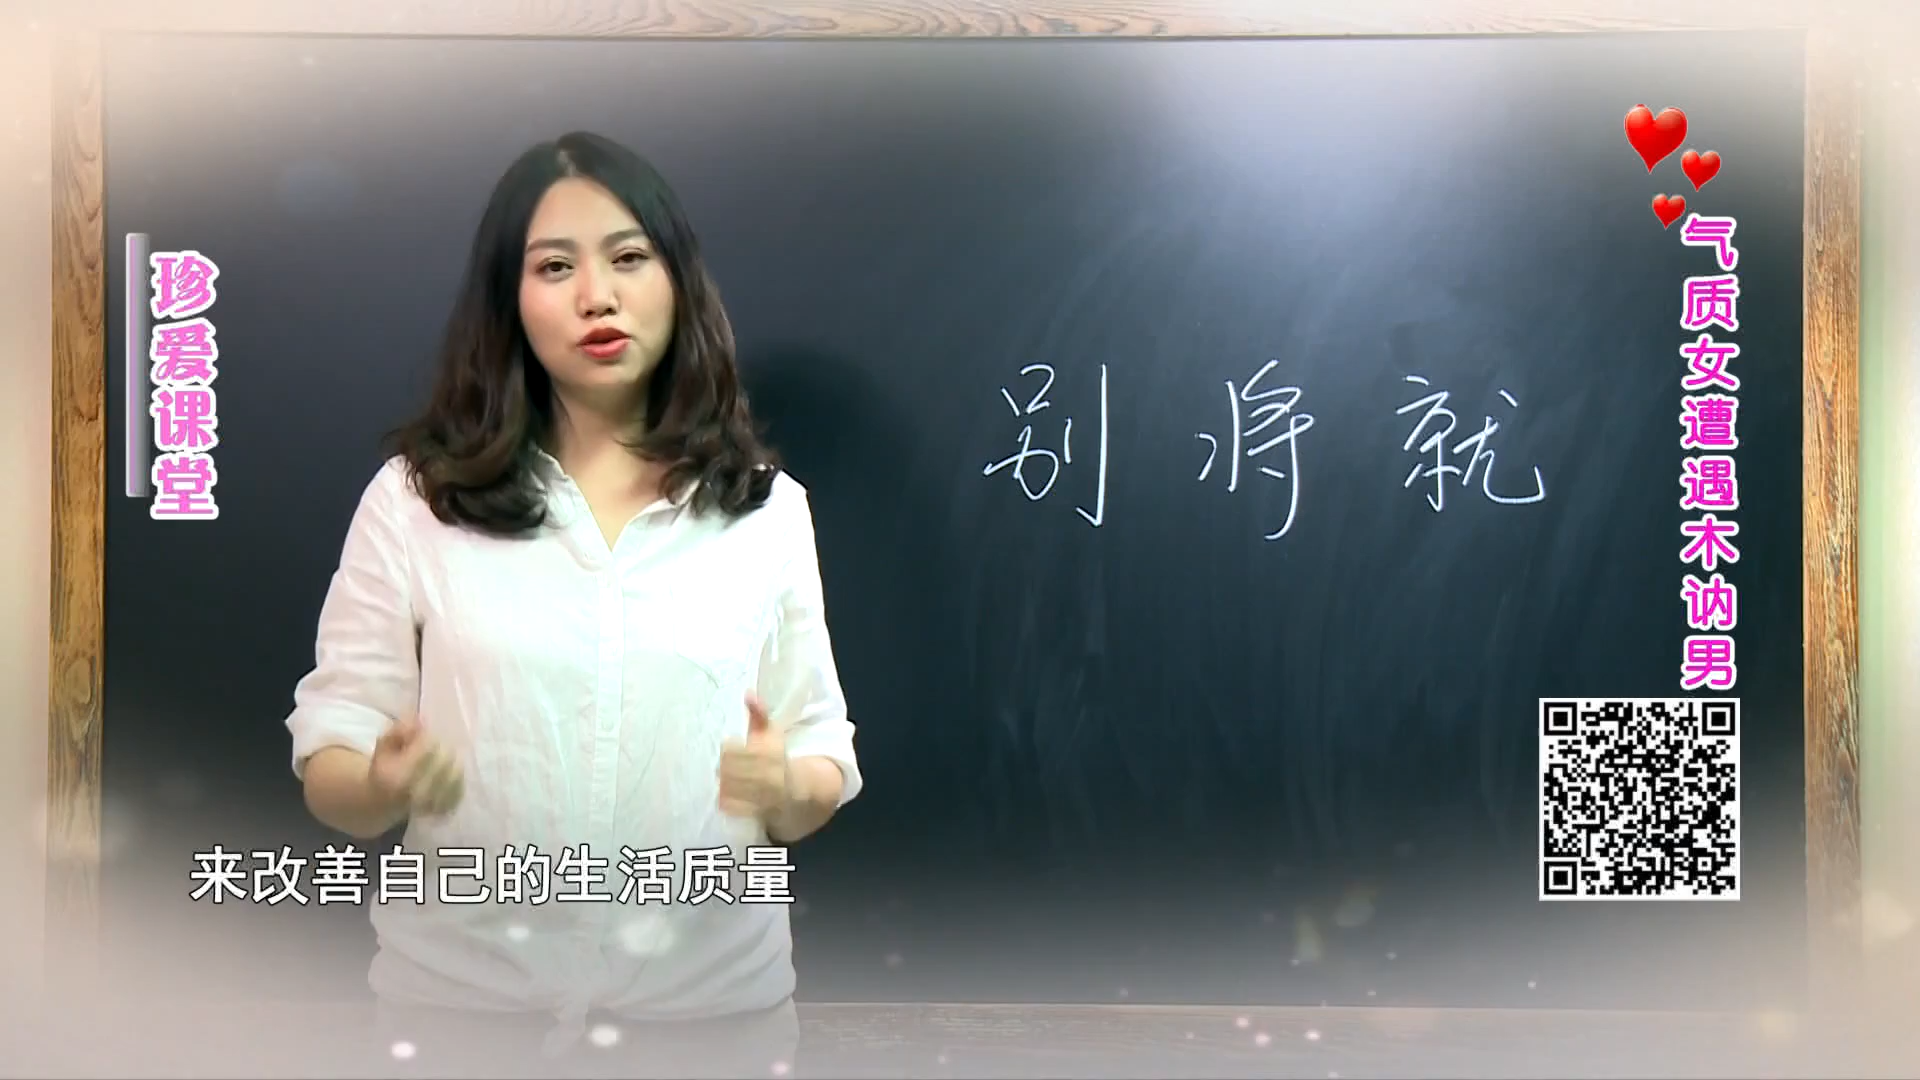 珍爱课堂
别将就
气质女遭遇木讷男
来改善自己的生活质量